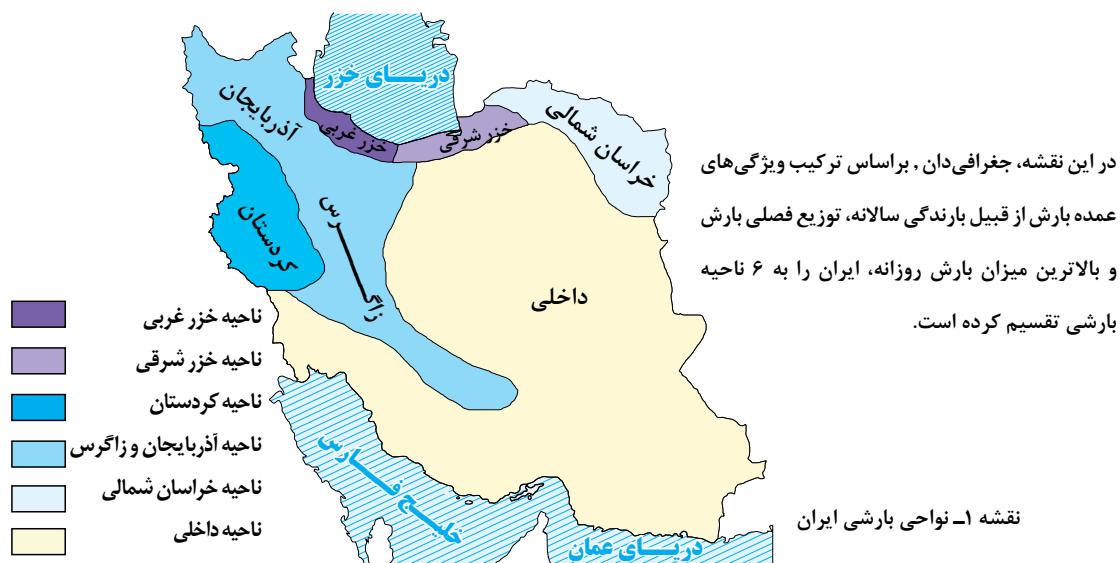 دریای خزر
آذربایجان
خزر غربی
خزر شرقی
خراسان شمالی
کردستان
زاگرس
داخلی
خلیج فارس
دریای عمان
در این نقشه، جغرافی‌دان , براساس ترکیب ویژگی‌های
عمده بارش از قبیل بارندگی سالانه، توزیع فصلی بارش
و بالاترین میزان بارش روزانه، ایران را به ۶ ناحیه
بارشی تقسیم کرده است.
ناحیه خزر غربی
ناحیه خزر شرقی
ناحیه کردستان
ناحیه آذربایجان و زاگرس
ناحیه خراسان شمالی
ناحیه داخلی
نقشه ۱ــ نواحی بارشی ایران